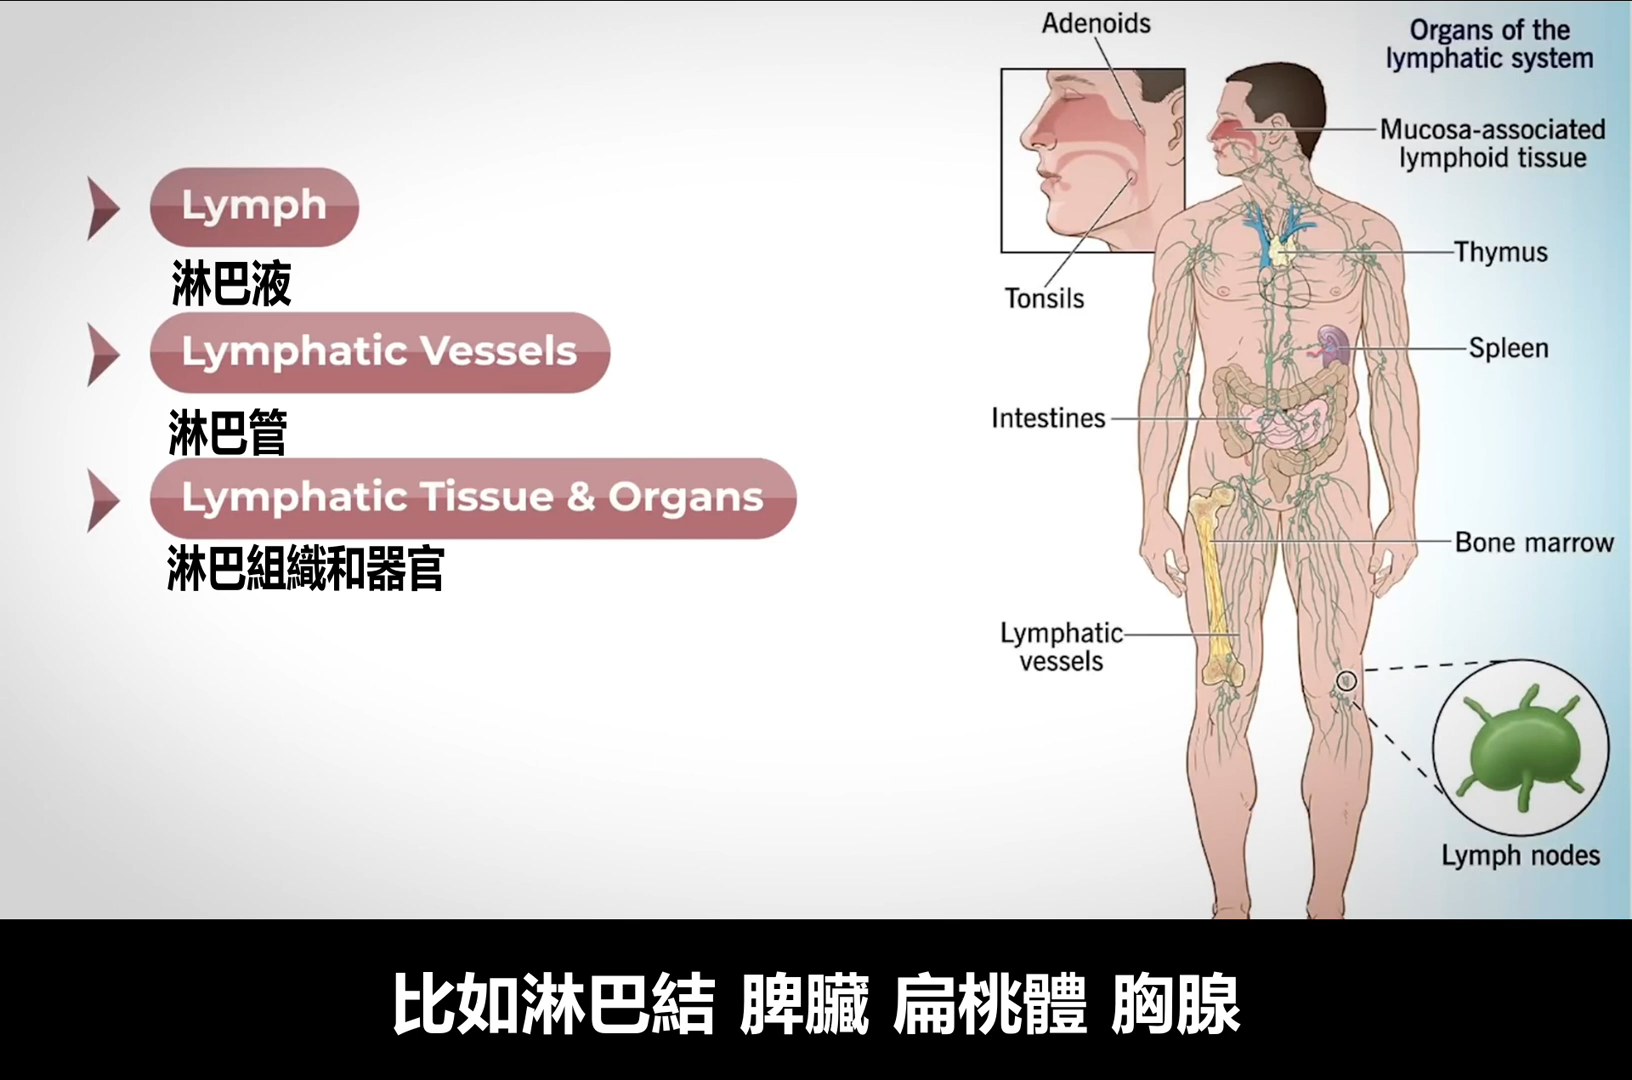 Lymph
淋巴液
Lymphatic Vessels
淋巴管
Lymphatic Tissue & Organs
淋巴組織和器官
Adenoids
Organs of the
lymphatic system
Mucosa-associated
lymphoid tissue
Tonsils
Thymus
Spleen
Intestines
Bone marrow
Lymphatic
vessels
Lymph nodes
比如淋巴結 脾臟 扁桃體 胸腺